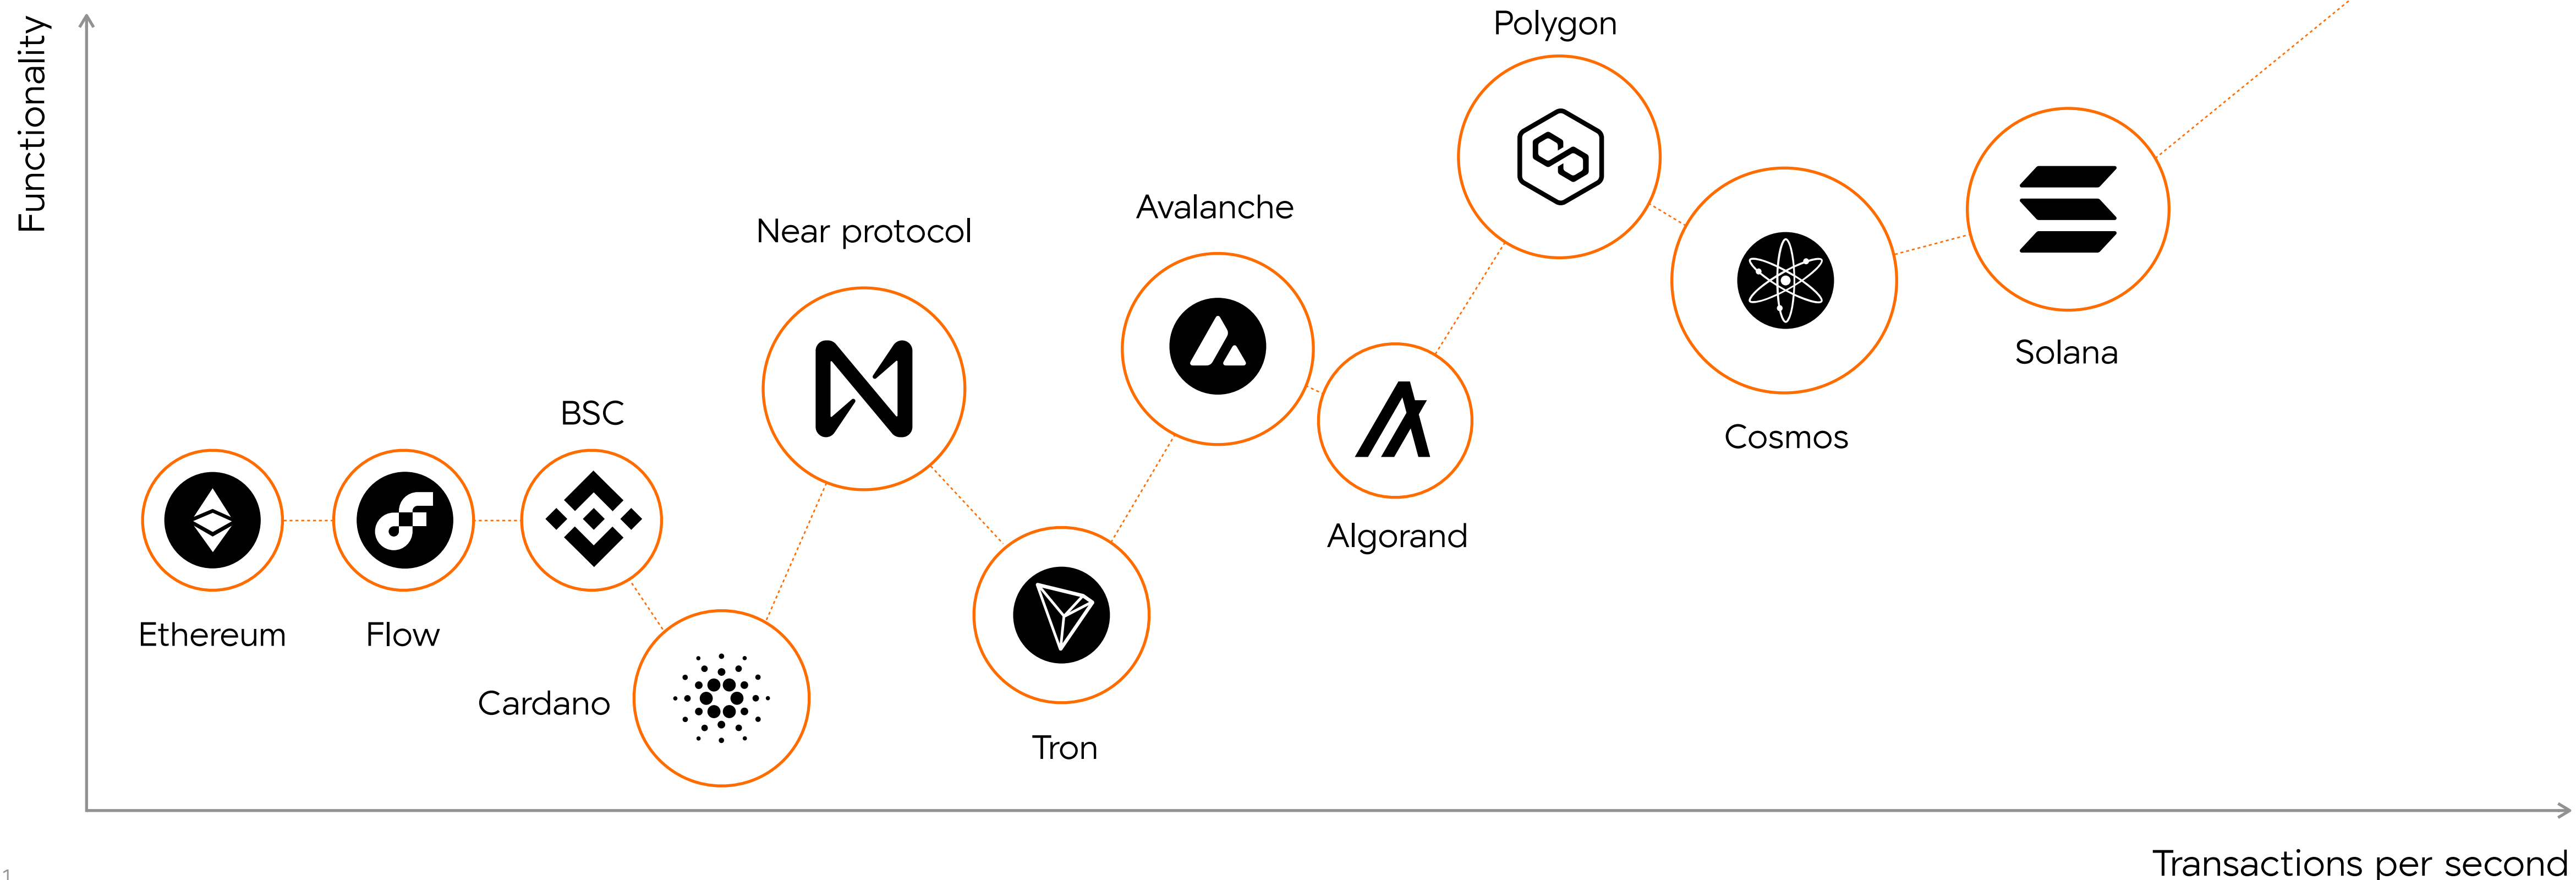 Functionality
Polygon
Avalanche
Near protocol
Solana
BSC
Cosmos
Algorand
Ethereum
Flow
Cardano
Tron
Transactions per second
1